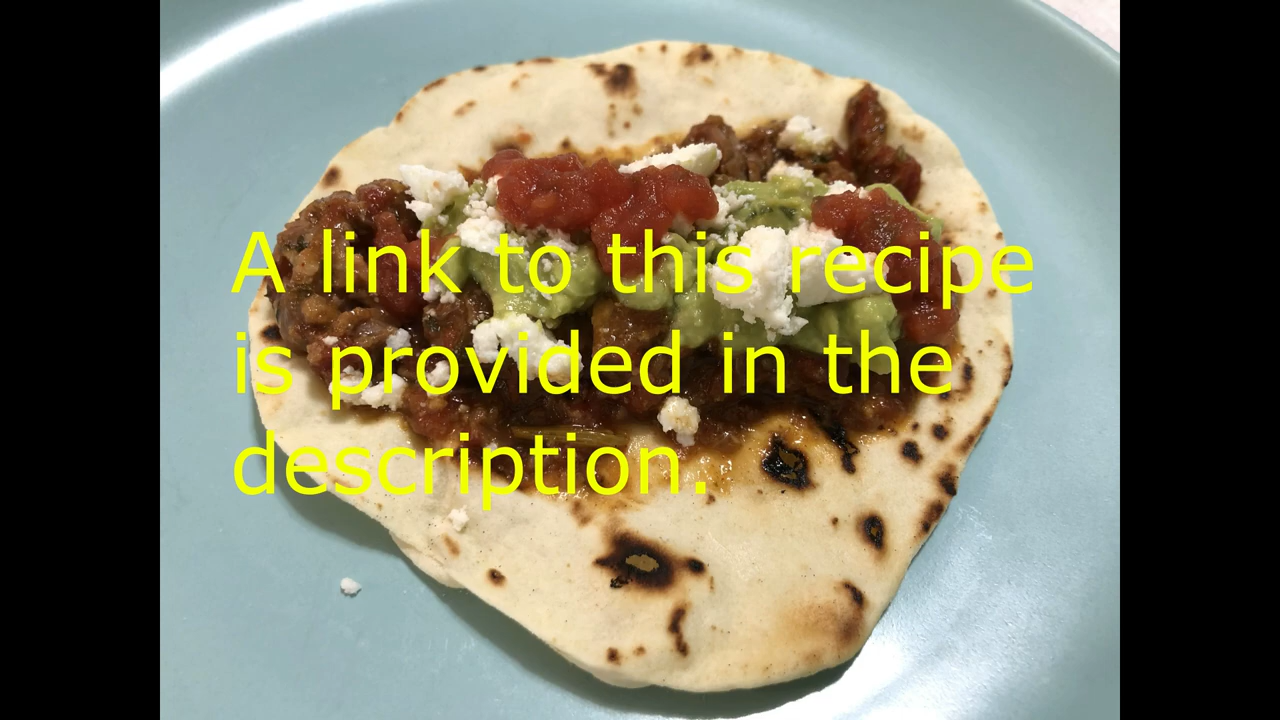 A link to this recipe
is provided in the
description.